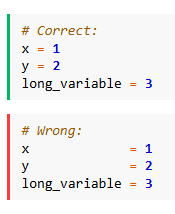 # Correct:
x = 1
y = 2
long_variable = 3
# Wrong:
x             = 1
y             = 2
long_variable = 3